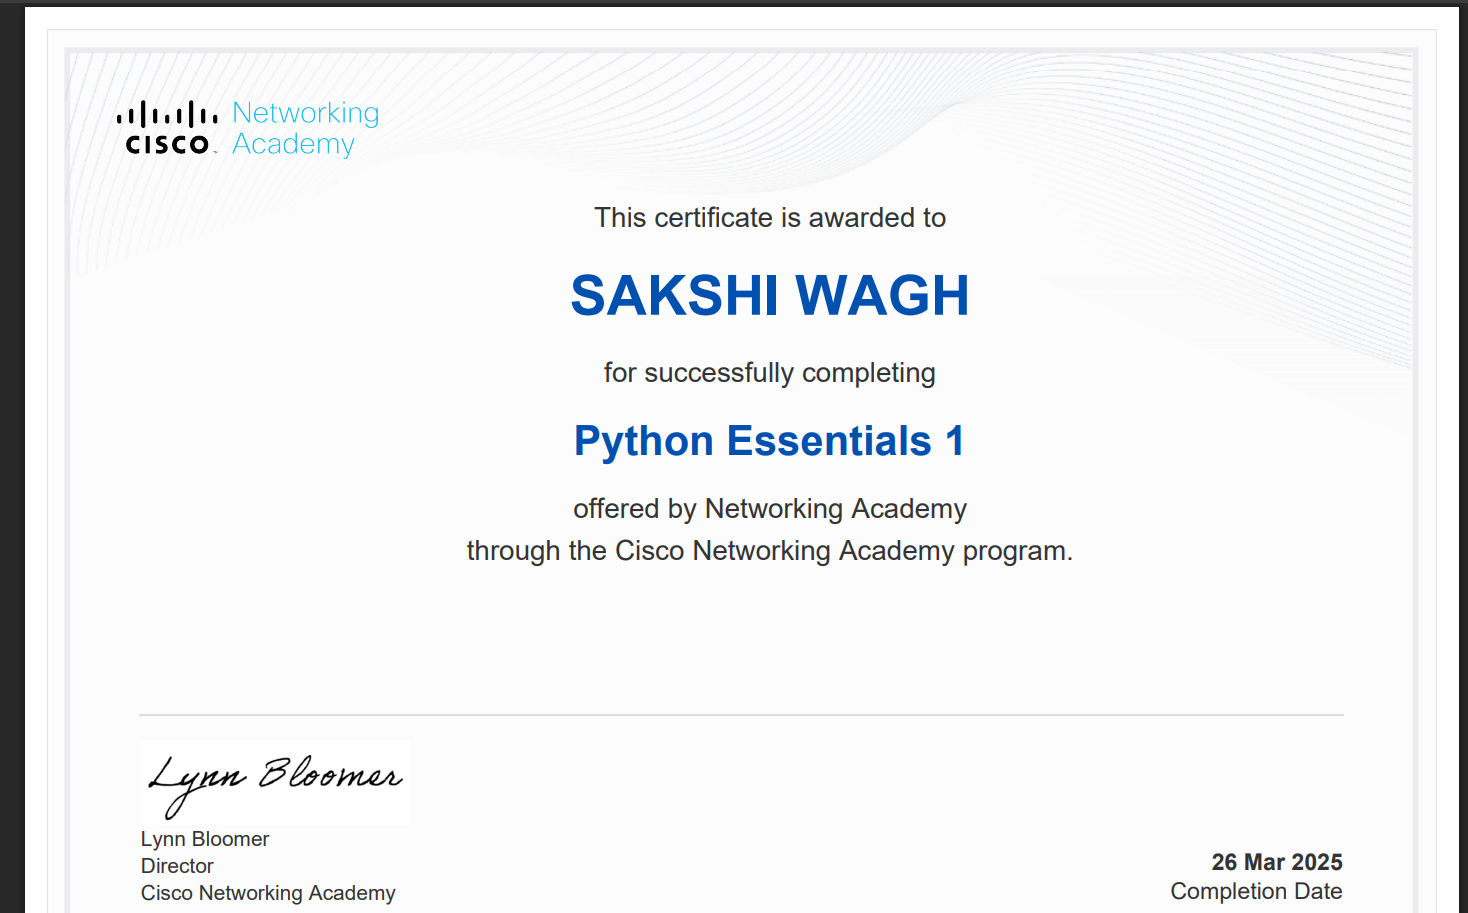 CISCO™ Networking
Academy
This certificate is awarded to
SAKSHI WAGH
for successfully completing
Python Essentials 1
offered by Networking Academy
through the Cisco Networking Academy program.
Lynn Bloomer
Lynn Bloomer
Director
Cisco Networking Academy
26 Mar 2025
Completion Date